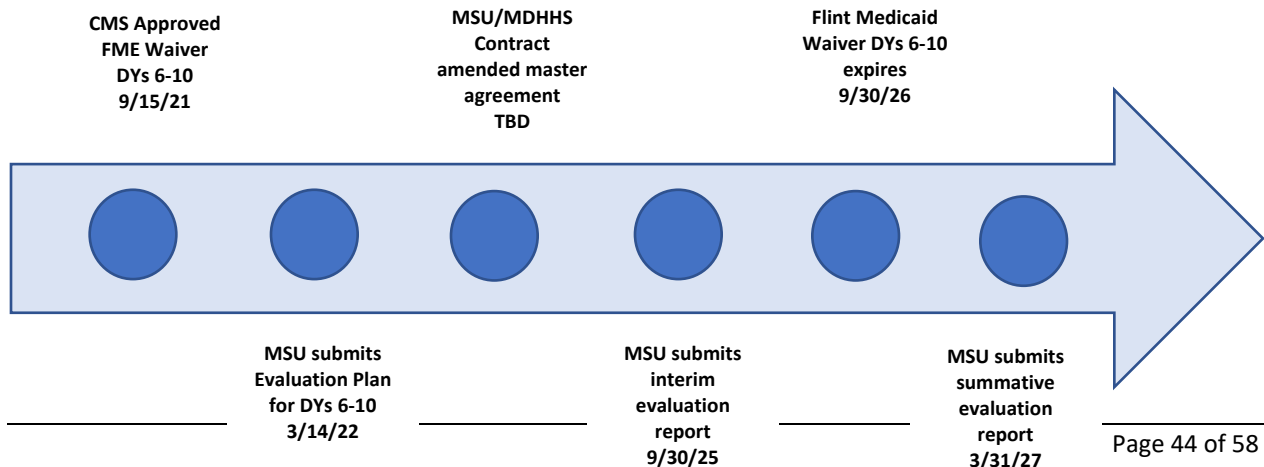 CMS Approved
FME Waiver
DYs 6-10
9/15/21
MSU/MDHHS
Contract
amended master
agreement
TBD
Flint Medicaid
Waiver DYs 6-10
expires
9/30/26
MSU submits
Evaluation Plan
for DYs 6-10
3/14/22
MSU submits
interim
evaluation
report
9/30/25
MSU submits
summative
evaluation
report
3/31/27
Page 44 of 58